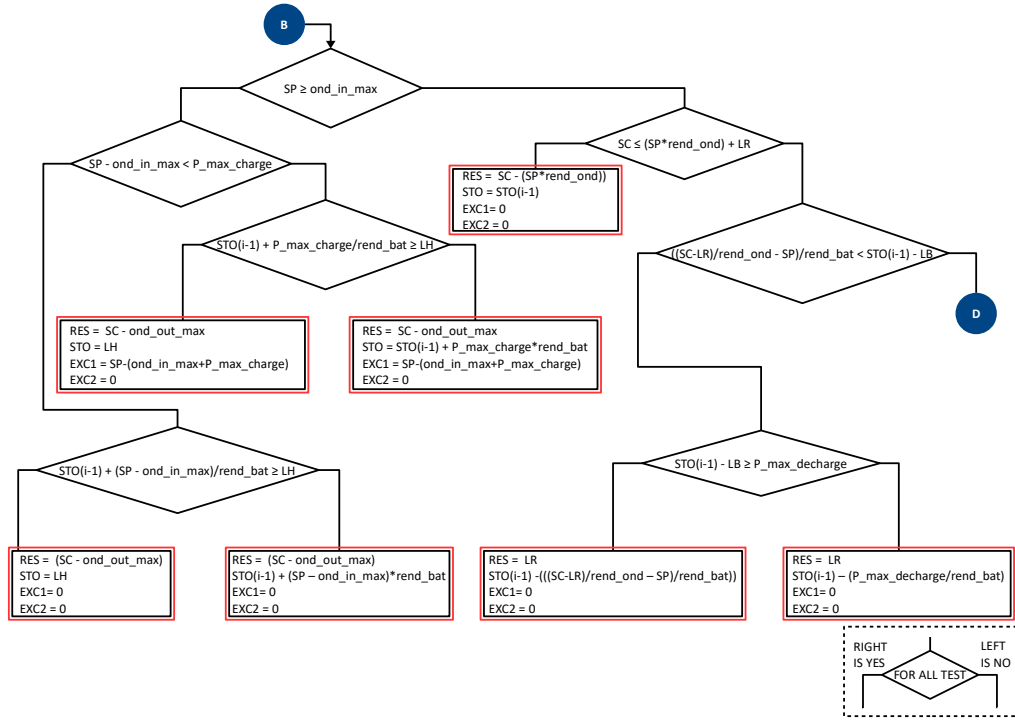 B
SP ≥ ond_in_max
SP - ond_in_max < P_max_charge
SC ≤ (SP*rend_ond) + LR
RES = SC - (SP*rend_ond))
STO = STO(i-1)
EXC1= 0
EXC2 = 0
STO(i-1) + P_max_charge/rend_bat ≥ LH
((SC-LR)/rend_ond - SP)/rend_bat < STO(i-1) - LB
D
RES = SC - ond_out_max
STO = LH
EXC1 = SP-(ond_in_max+P_max_charge)
EXC2 = 0
RES = SC - ond_out_max
STO = STO(i-1) + P_max_charge*rend_bat
EXC1 = SP-(ond_in_max+P_max_charge)
EXC2 = 0
STO(i-1) + (SP - ond_in_max)/rend_bat ≥ LH
STO(i-1) - LB ≥ P_max_decharge
RES = (SC - ond_out_max)
STO = LH
EXC1= 0
EXC2 = 0
RES = (SC - ond_out_max)
STO(i-1) + (SP – ond_in_max)*rend_bat
EXC1= 0
EXC2 = 0
RES = LR
STO(i-1) -(((SC-LR)/rend_ond – SP)/rend_bat))
EXC1= 0
EXC2 = 0
RES = LR
STO(i-1) – (P_max_decharge/rend_bat)
EXC1= 0
EXC2 = 0
RIGHT
IS YES
FOR ALL TEST
LEFT
IS NO